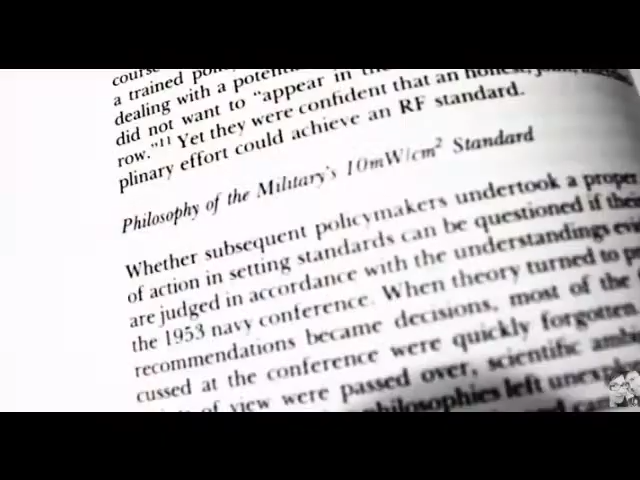 course
a trained
dealing with a
did not want to "appear in
row."11 Yet they were confident that an honest,
plinary effort could achieve an RF standard.
Philosophy of the Military's 10mW/cm² Standard
Whether subsequent policymakers undertook a proper
of action in setting standards can be questioned if
are judged in accordance with the understandings
the 1953 navy conference. When theory turned to
recommendations became decisions, most of the
cussed at the conference were quickly forgotten
of view were passed over, scientific
philosophies left